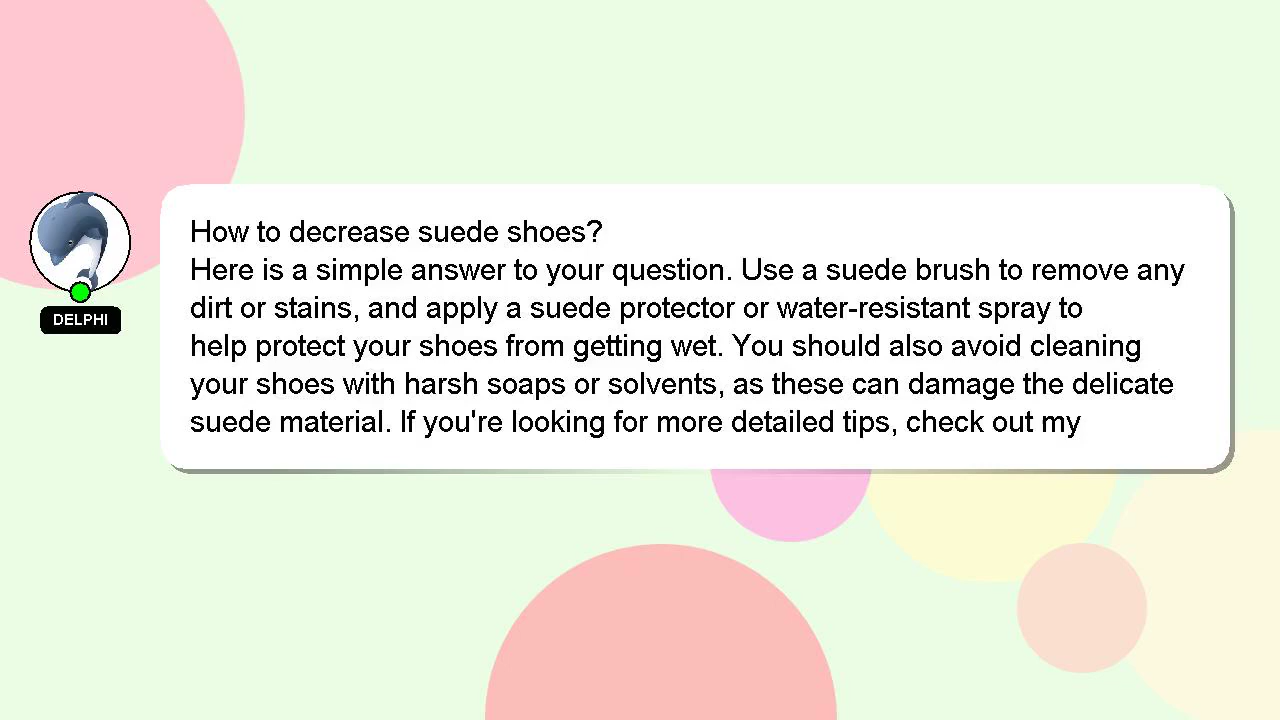 How to decrease suede shoes?
Here is a simple answer to your question. Use a suede brush to remove any
dirt or stains, and apply a suede protector or water-resistant spray to
help protect your shoes from getting wet. You should also avoid cleaning
your shoes with harsh soaps or solvents, as these can damage the delicate
suede material. If you're looking for more detailed tips, check out my
DELPHI